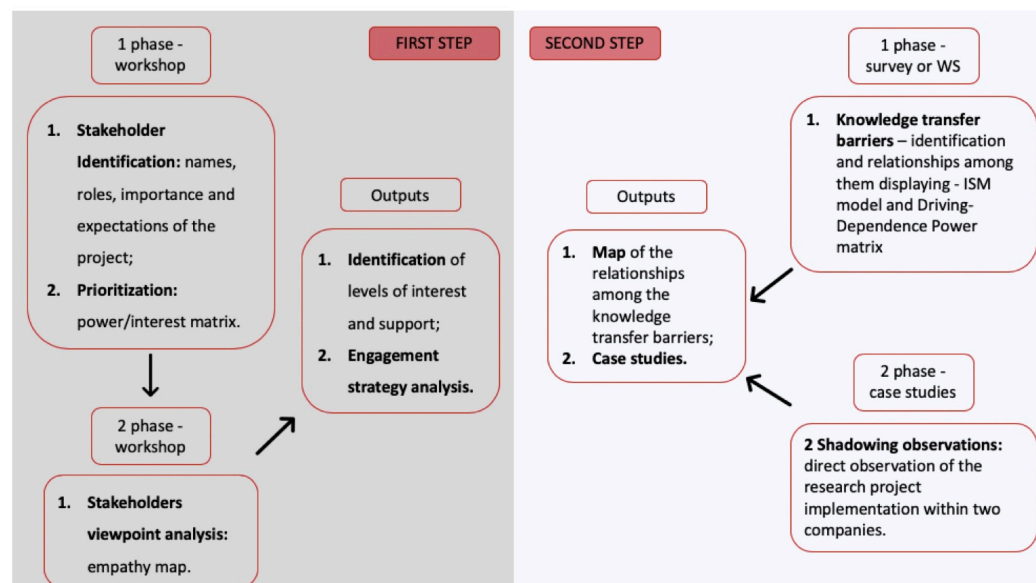 FIRST STEP
1 phase -
workshop
1. Stakeholder
Identification: names,
roles, importance and
expectations of the
project;
2. Prioritization:
power/interest matrix.
2 phase -
workshop
1. Stakeholders
viewpoint analysis:
empathy map.
Outputs
1. Identification of
levels of interest
and support;
2. Engagement
strategy analysis.
SECOND STEP
1 phase -
survey or WS
1. Knowledge transfer
barriers – identification
and relationships among
them displaying - ISM
model and Driving-
Dependence Power
matrix
Outputs
1. Map of the
relationships
among the
knowledge
transfer barriers;
2. Case studies.
2 phase -
case studies
2 Shadowing observations:
direct observation of the
research project
implementation within two
companies.